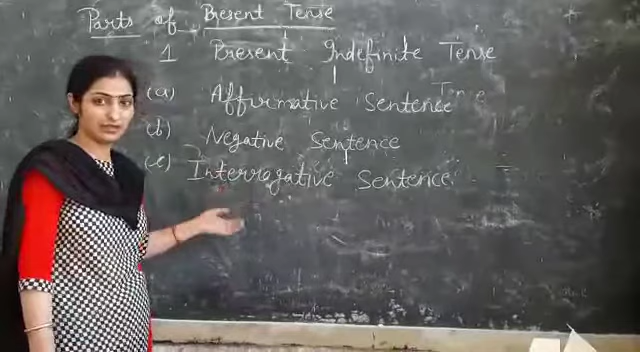 Parts of Present Tense
1 Present Indefinite Tense
(a) Affirmative Sentence
(b) Negative Sentence
(c) Interrogative Sentence